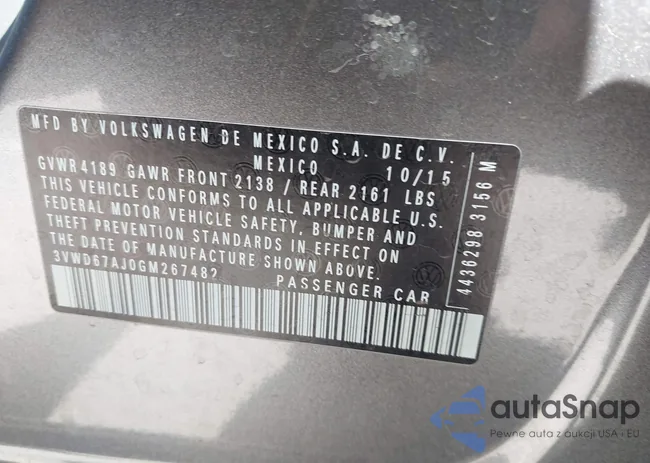 MFD BY VOLKSWAGEN DE MEXICO S.A. DE C.V.
MEXICO 10/15
GVWR 4189 GAWR FRONT 2138 / REAR 2161 LBS
THIS VEHICLE CONFORMS TO ALL APPLICABLE U.S.
FEDERAL MOTOR VEHICLE SAFETY, BUMPER AND
THEFT PREVENTION STANDARDS IN EFFECT ON
THE DATE OF MANUFACTURE SHOWN ABOVE.
3VWD67AJ0GM267482
PASSENGER CAR
4436298 3156 M
autoSnap
Pewne auta z aukcji USA i EU